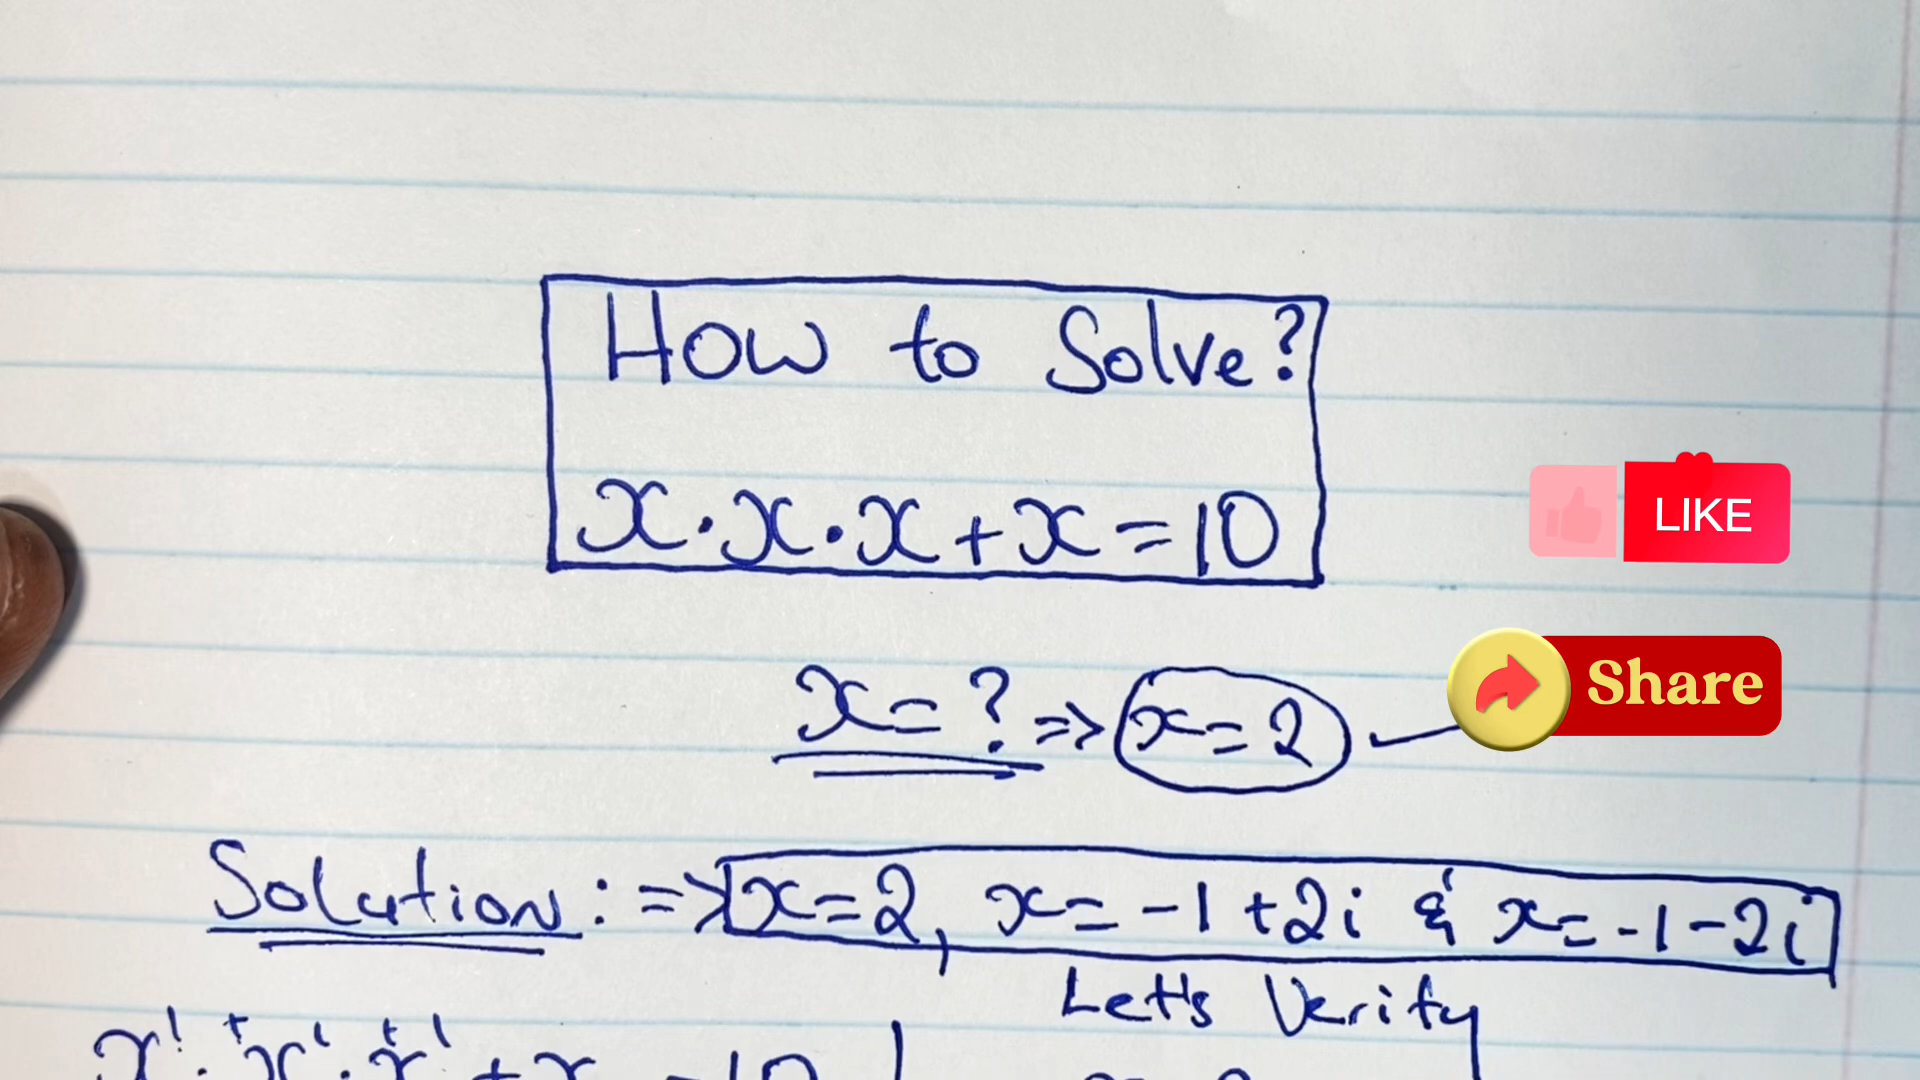 How to Solve?
x·x·x+x=10
LIKE
x=? => x=2
Share
Solution: => x=2, x=-1+2i & x=-1-2i
Let's Verify